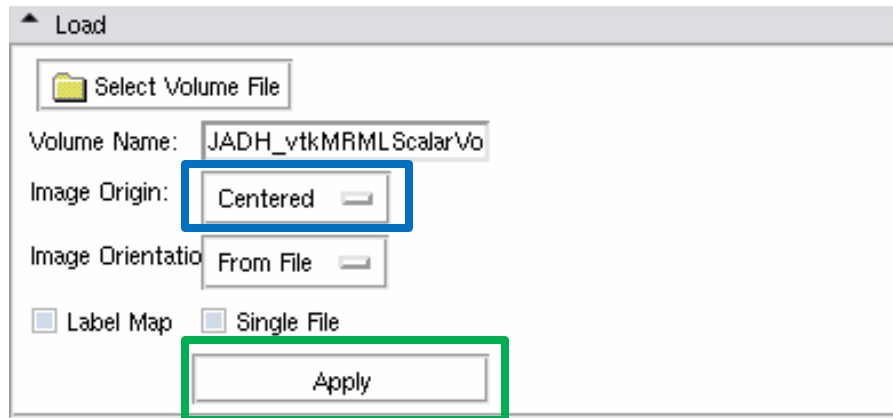 Load
Select Volume File
Volume Name: JADH_vtkMRMLScalarVo
Image Origin: Centered
Image Orientatio From File
Label Map Single File
Apply